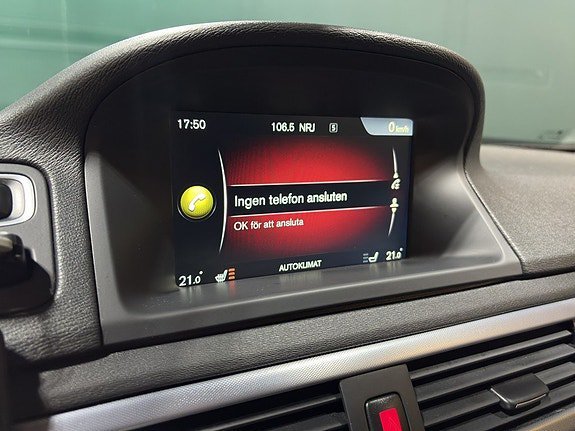 17:50 106.5 NRJ S 0 km/h
Ingen telefon ansluten
OK för att ansluta
21.0° AUTOKLIMAT 21.0°